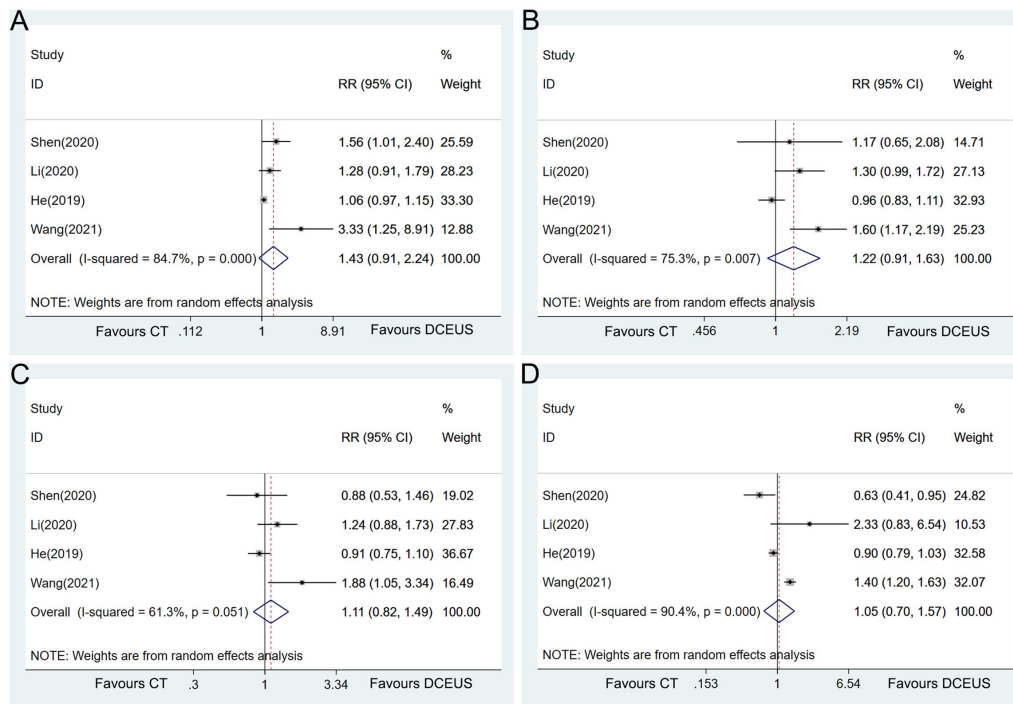 A
Study %
ID RR (95% CI) Weight
Shen(2020) 1.56 (1.01, 2.40) 25.59
Li(2020) 1.28 (0.91, 1.79) 28.23
He(2019) 1.06 (0.97, 1.15) 33.30
Wang(2021) 3.33 (1.25, 8.91) 12.88
Overall (I-squared = 84.7%, p = 0.000) 1.43 (0.91, 2.24) 100.00
NOTE: Weights are from random effects analysis
Favours CT .112 1 8.91 Favours DCEUS
B
Study %
ID RR (95% CI) Weight
Shen(2020) 1.17 (0.65, 2.08) 14.71
Li(2020) 1.30 (0.99, 1.72) 27.13
He(2019) 0.96 (0.83, 1.11) 32.93
Wang(2021) 1.60 (1.17, 2.19) 25.23
Overall (I-squared = 75.3%, p = 0.007) 1.22 (0.91, 1.63) 100.00
NOTE: Weights are from random effects analysis
Favours CT .456 1 2.19 Favours DCEUS
C
Study %
ID RR (95% CI) Weight
Shen(2020) 0.88 (0.53, 1.46) 19.02
Li(2020) 1.24 (0.88, 1.73) 27.83
He(2019) 0.91 (0.75, 1.10) 36.67
Wang(2021) 1.88 (1.05, 3.34) 16.49
Overall (I-squared = 61.3%, p = 0.051) 1.11 (0.82, 1.49) 100.00
NOTE: Weights are from random effects analysis
Favours CT .3 1 3.34 Favours DCEUS
D
Study %
ID RR (95% CI) Weight
Shen(2020) 0.63 (0.41, 0.95) 24.82
Li(2020) 2.33 (0.83, 6.54) 10.53
He(2019) 0.90 (0.79, 1.03) 32.58
Wang(2021) 1.40 (1.20, 1.63) 32.07
Overall (I-squared = 90.4%, p = 0.000) 1.05 (0.70, 1.57) 100.00
NOTE: Weights are from random effects analysis
Favours CT .153 1 6.54 Favours DCEUS